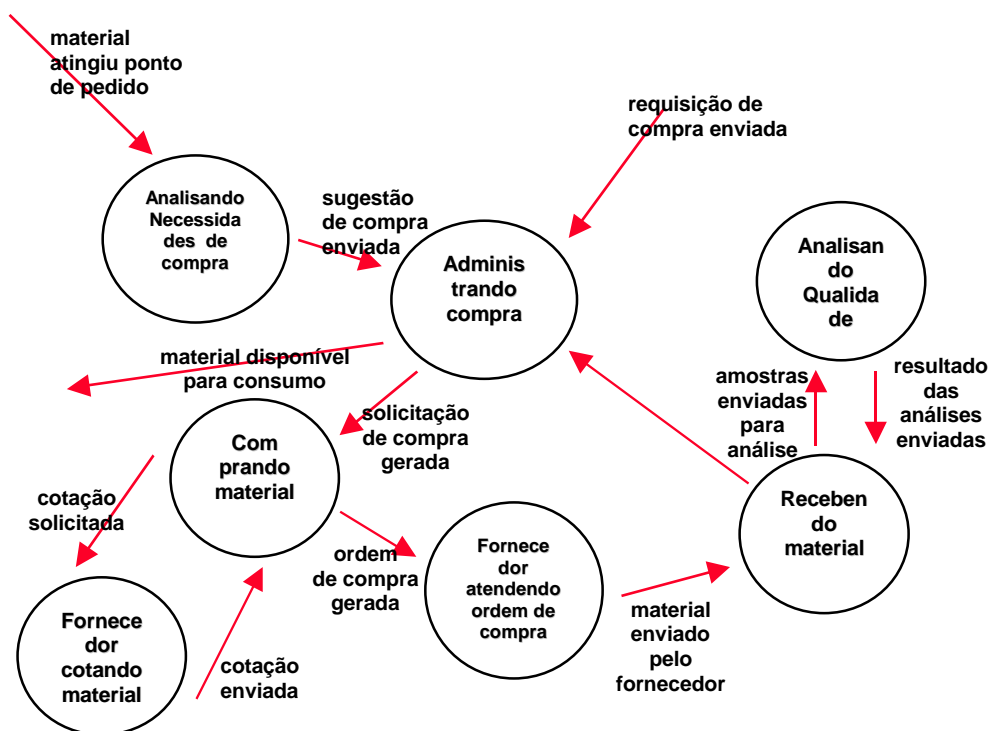 material
atingiu ponto
de pedido
requisição de
compra enviada
Analisando
Necessida
des de
compra
sugestão
de compra
enviada
Adminis
trando
compra
Analisan
do
Qualida
de
material disponível
para consumo
solicitação
de compra
gerada
amostras
enviadas
para
análise
resultado
das
análises
enviadas
Com
prando
material
cotação
solicitada
ordem
de compra
gerada
Fornece
dor
atendendo
ordem de
compra
Receben
do
material
Fornece
dor
cotando
material
cotação
enviada
material
enviado
pelo
fornecedor